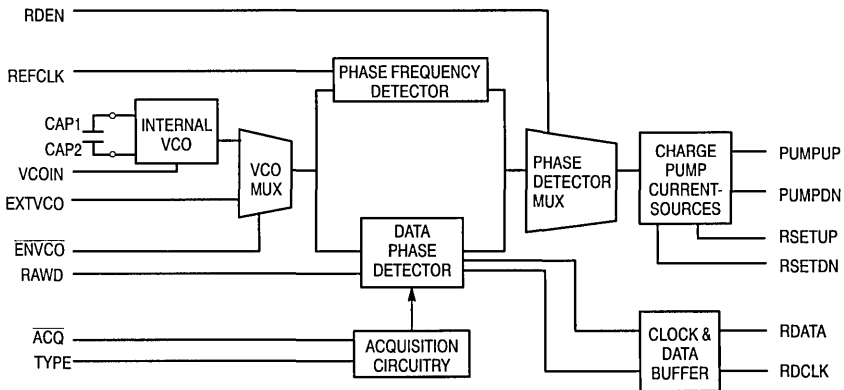 RDEN
REFCLK
PHASE FREQUENCY
DETECTOR
CAP1
CAP2
INTERNAL
VCO
VCOIN
EXTVCO
VCO
MUX
ENVCO
RAWD
DATA
PHASE
DETECTOR
PHASE
DETECTOR
MUX
CHARGE
PUMP
CURRENT-
SOURCES
PUMPUP
PUMPDN
RSETUP
RSETDN
ACQ
TYPE
ACQUISITION
CIRCUITRY
CLOCK &
DATA
BUFFER
RDATA
RDCLK